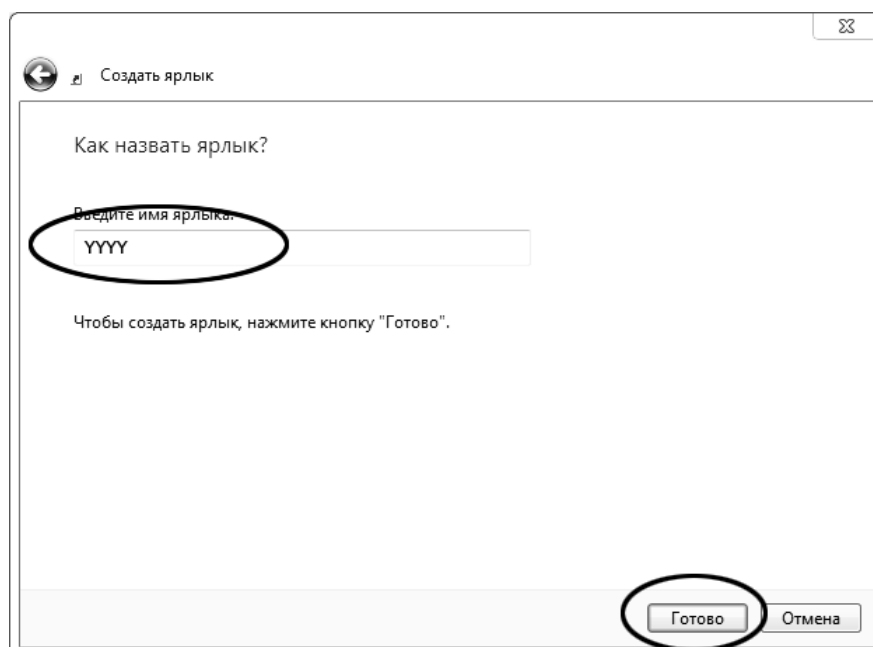 Создать ярлык
Как назвать ярлык?
Введите имя ярлыка:
YYYY
Чтобы создать ярлык, нажмите кнопку "Готово".
Готово
Отмена